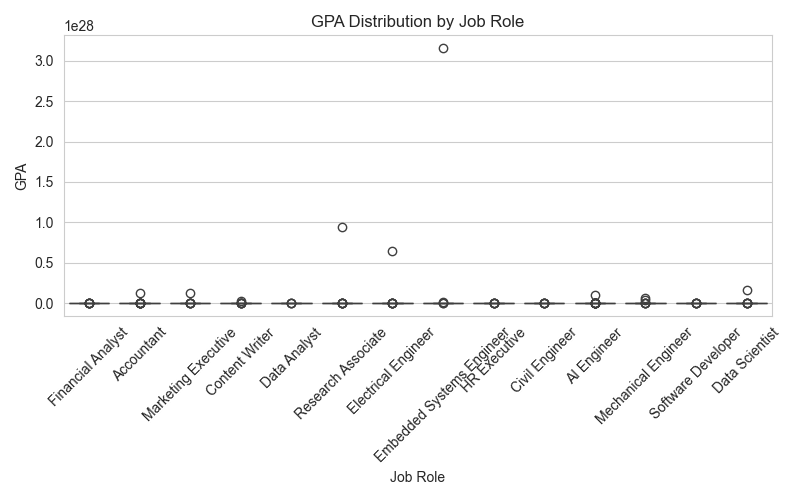 GPA Distribution by Job Role
1e28
3.0
2.5
2.0
1.5
1.0
0.5
0.0
GPA
Financial Analyst
Accountant
Marketing Executive
Content Writer
Data Analyst
Research Associate
Electrical Engineer
Embedded Systems Engineer
HR Executive
Civil Engineer
AI Engineer
Mechanical Engineer
Software Developer
Data Scientist
Job Role